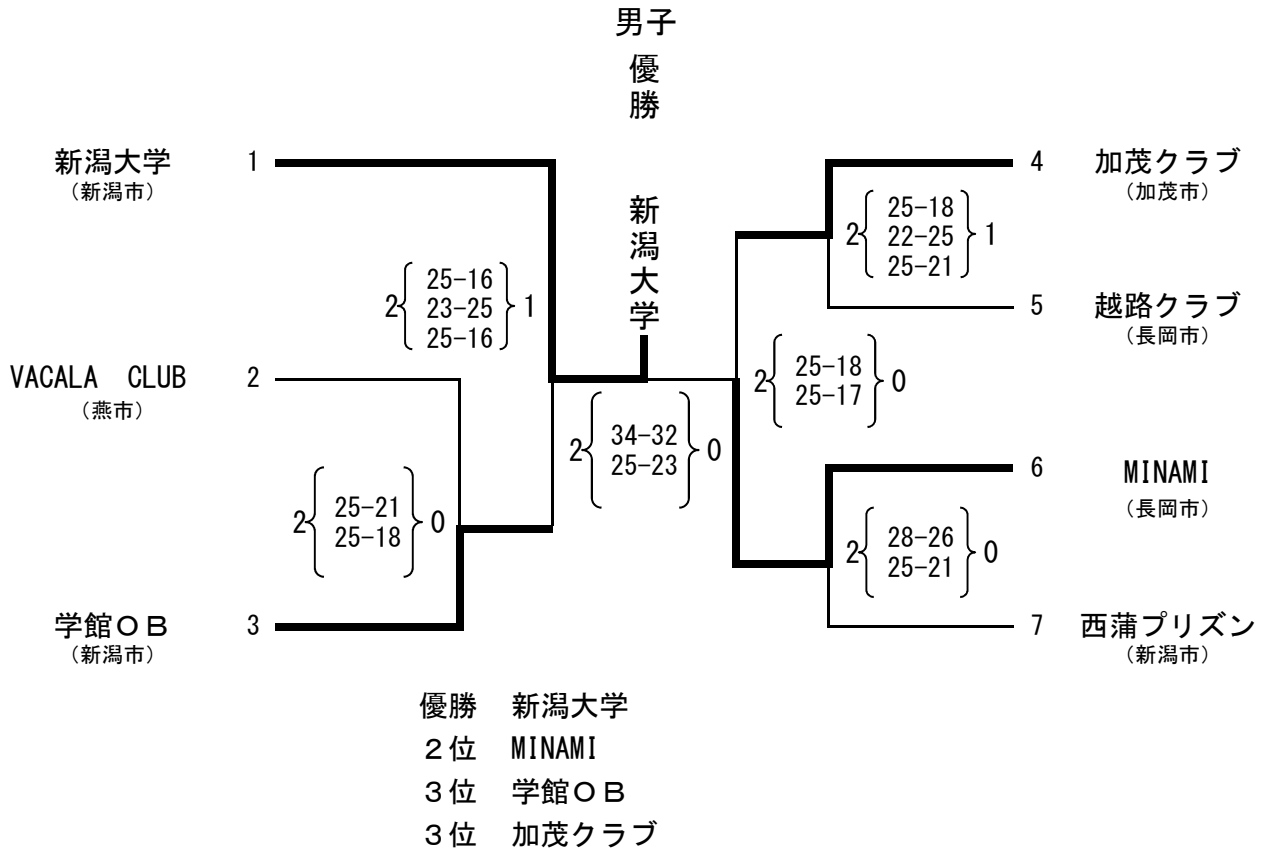 男子
優勝
新潟大学
新潟大学 1
（新潟市）
2 25-16 1
23-25
25-16
VACALA CLUB 2
（燕市）
2 25-21 0
25-18
学館ＯＢ 3
（新潟市）
2 34-32 0
25-23
4 加茂クラブ
（加茂市）
2 25-18 1
22-25
25-21
5 越路クラブ
（長岡市）
2 25-18 0
25-17
6 MINAMI
（長岡市）
2 28-26 0
25-21
7 西蒲プリズン
（新潟市）
優勝 新潟大学
２位 MINAMI
３位 学館ＯＢ
３位 加茂クラブ